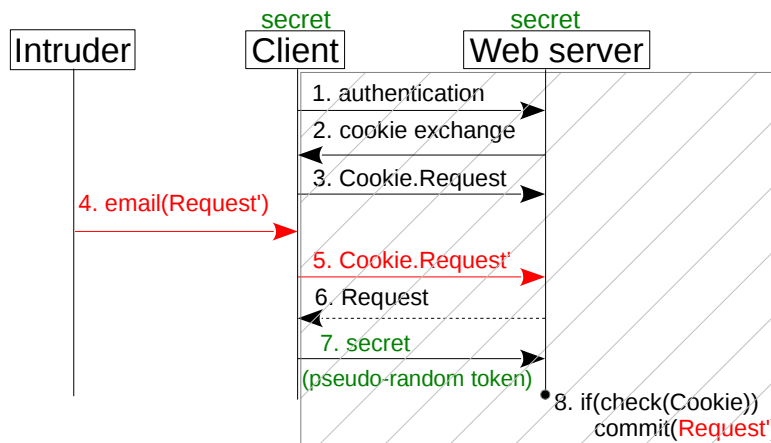 secret
secret
Intruder
Client
Web server
1. authentication
2. cookie exchange
3. Cookie.Request
4. email(Request')
5. Cookie.Request'
6. Request
7. secret
(pseudo-random token)
8. if(check(Cookie))
commit(Request'